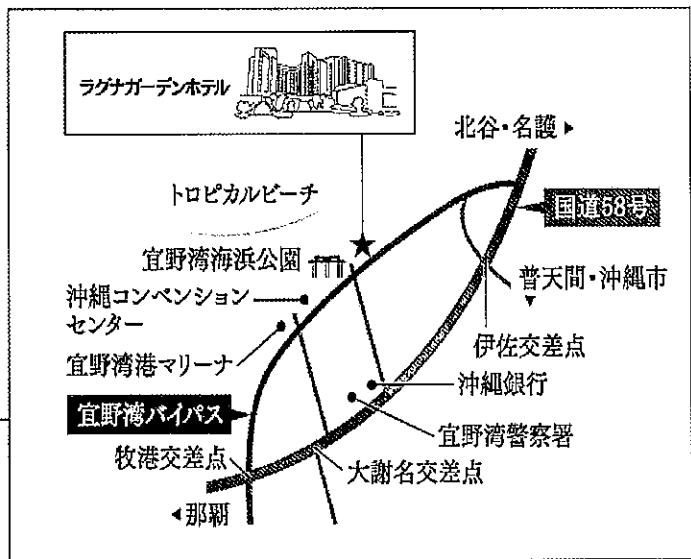 ラグナガーデンホテル
北谷・名護▶
トロピカルビーチ
国道58号
宜野湾海浜公園
普天間・沖縄市
▼
沖縄コンベンション
センター
伊佐交差点
宜野湾港マリーナ
沖縄銀行
宜野湾バイパス
宜野湾警察署
牧港交差点
大謝名交差点
◀那覇